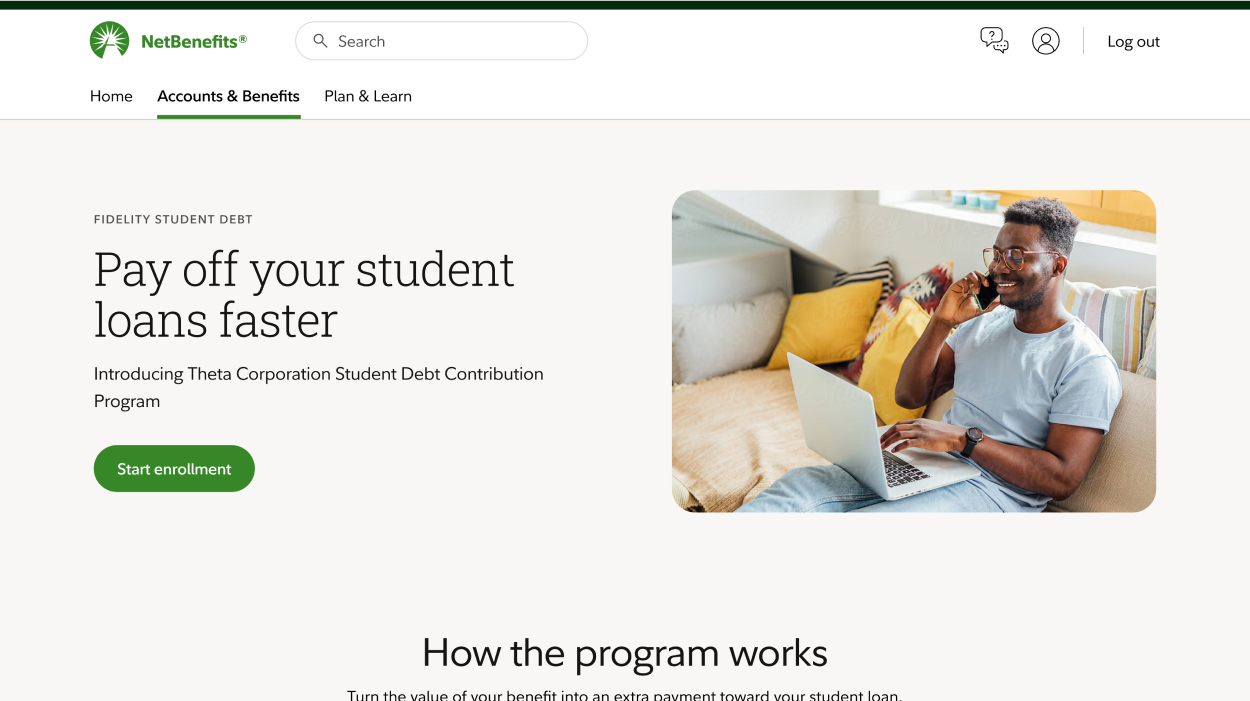 NetBenefits®
Search
Log out
Home
Accounts & Benefits
Plan & Learn
FIDELITY STUDENT DEBT
Pay off your student
loans faster
Introducing Theta Corporation Student Debt Contribution
Program
Start enrollment
How the program works
Turn the value of your benefit into an extra payment toward your student loan.